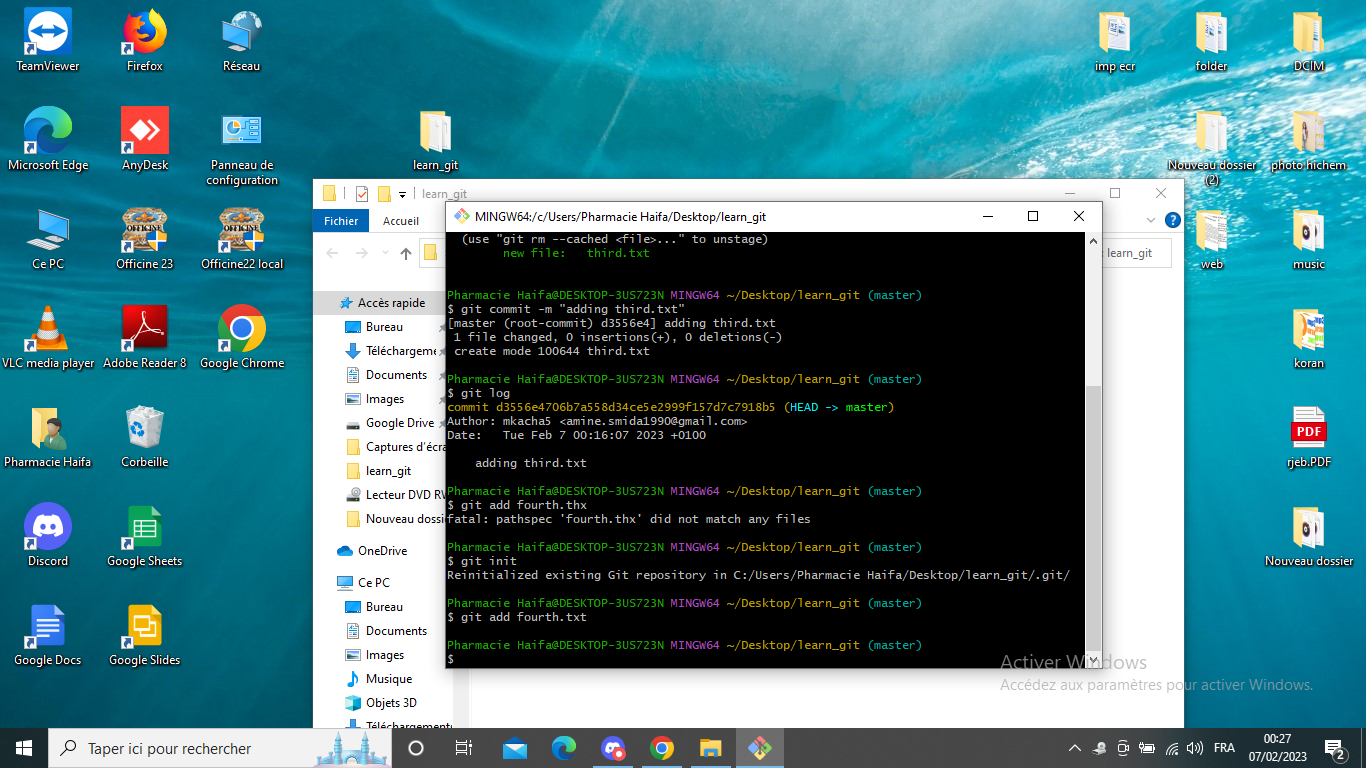 TeamViewer
Firefox
Réseau
imp ecr
folder
DCIM
Microsoft Edge
AnyDesk
Panneau de
configuration
learn_git
Nouveau dossier
(2)
photo hichem
Ce PC
Officine 23
Officine22 local
web
music
VLC media player
Adobe Reader 8
Google Chrome
koran
Pharmacie Haifa
Corbeille
PDF
rjeb.PDF
Discord
Google Sheets
Nouveau dossier
Google Docs
Google Slides
learn_git
Fichier
Accueil
learn_git
Accès rapide
Bureau
Téléchargeme
Documents
Images
Google Drive
Captures d'écra
learn_git
Lecteur DVD RW
Nouveau dossie
OneDrive
Ce PC
Bureau
Documents
Images
Musique
Objets 3D
Téléchargement
MINGW64:/c/Users/Pharmacie Haifa/Desktop/learn_git
(use "git rm --cached <file>..." to unstage)
new file:   third.txt
Pharmacie Haifa@DESKTOP-3US723N MINGW64 ~/Desktop/learn_git (master)
$ git commit -m "adding third.txt"
[master (root-commit) d3556e4] adding third.txt
1 file changed, 0 insertions(+), 0 deletions(-)
create mode 100644 third.txt
Pharmacie Haifa@DESKTOP-3US723N MINGW64 ~/Desktop/learn_git (master)
$ git log
commit d3556e4706b7a558d34ce5e2999f157d7c7918b5 (HEAD -> master)
Author: mkacha5 <amine.smida1990@gmail.com>
Date:   Tue Feb 7 00:16:07 2023 +0100
adding third.txt
Pharmacie Haifa@DESKTOP-3US723N MINGW64 ~/Desktop/learn_git (master)
$ git add fourth.thx
fatal: pathspec 'fourth.thx' did not match any files
Pharmacie Haifa@DESKTOP-3US723N MINGW64 ~/Desktop/learn_git (master)
$ git init
Reinitialized existing Git repository in C:/Users/Pharmacie Haifa/Desktop/learn_git/.git/
Pharmacie Haifa@DESKTOP-3US723N MINGW64 ~/Desktop/learn_git (master)
$ git add fourth.txt
Pharmacie Haifa@DESKTOP-3US723N MINGW64 ~/Desktop/learn_git (master)
$
Activer Windows
Accédez aux paramètres pour activer Windows.
Taper ici pour rechercher
FRA
00:27
07/02/2023
2